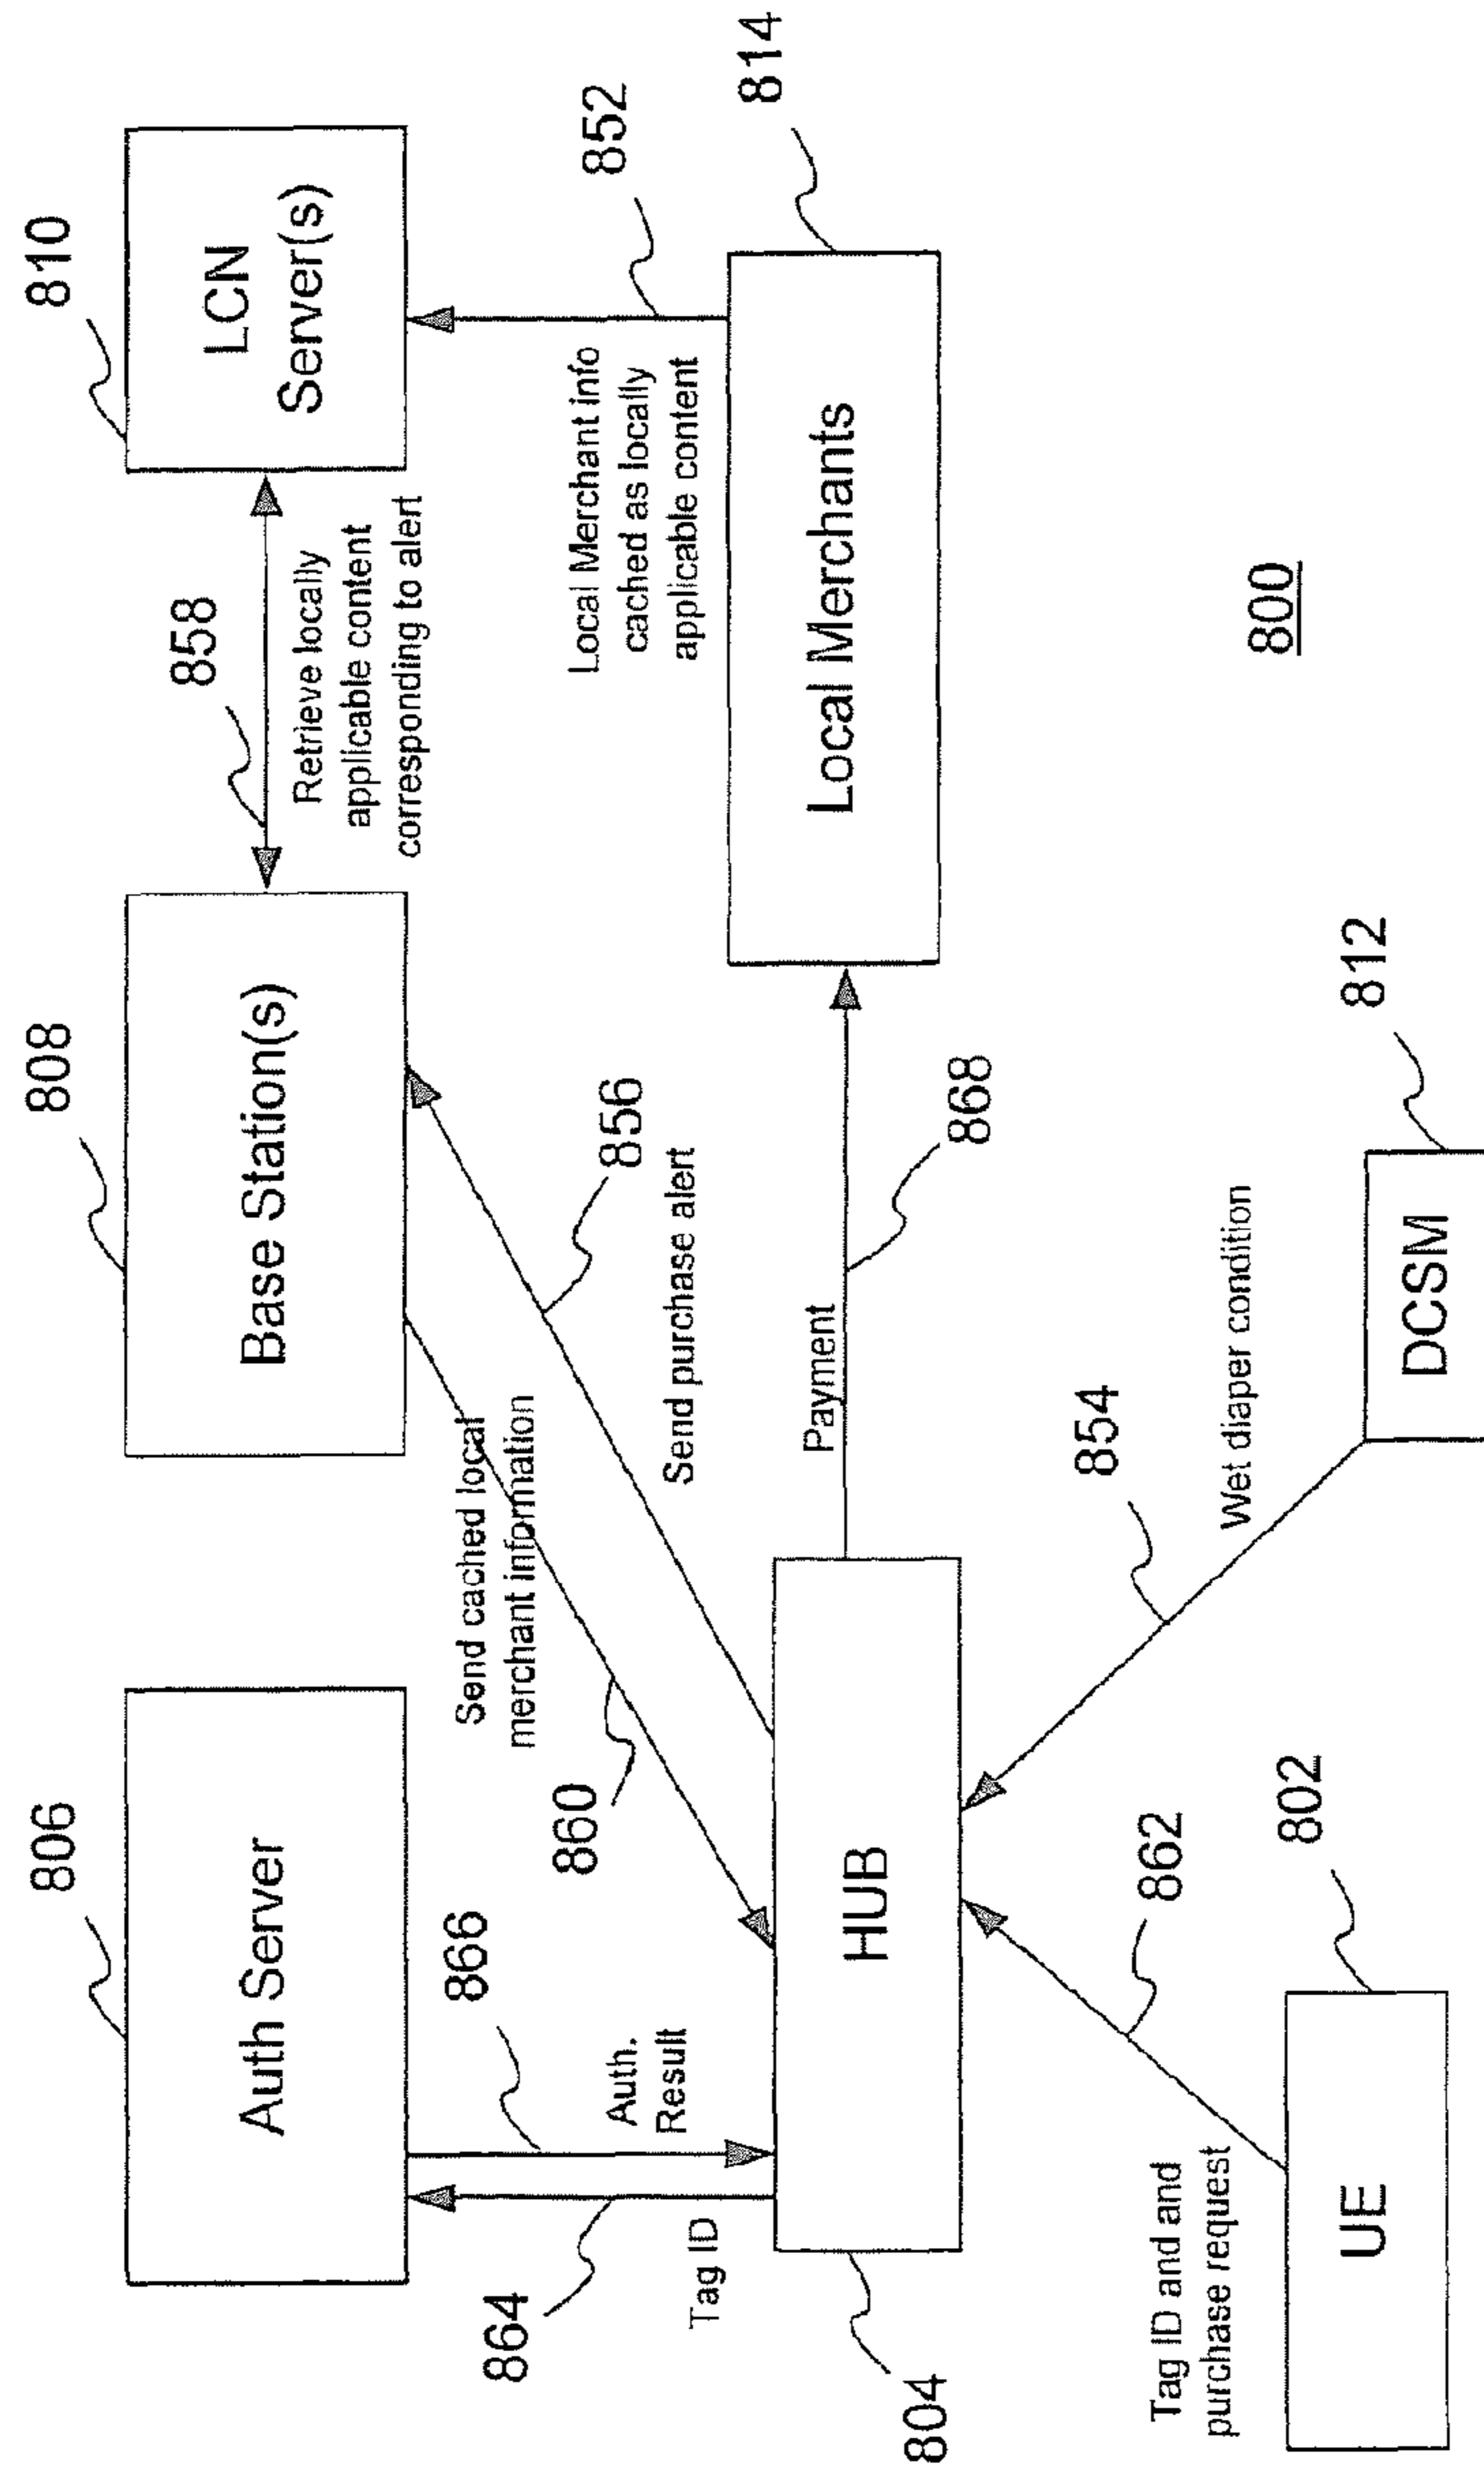 806
Auth Server
808
Base Station(s)
810
LCN
Server(s)
858
Retrieve locally
applicable content
corresponding to alert
866
Auth.
Result
864
Tag ID
Send cached local
merchant information
860
856
Send purchase alert
Local Merchant info
cached as locally
applicable content
852
814
Local Merchants
HUB
804
Payment
868
854
Wet diaper condition
862
Tag ID and and
purchase request
802
UE
812
DCSM
800